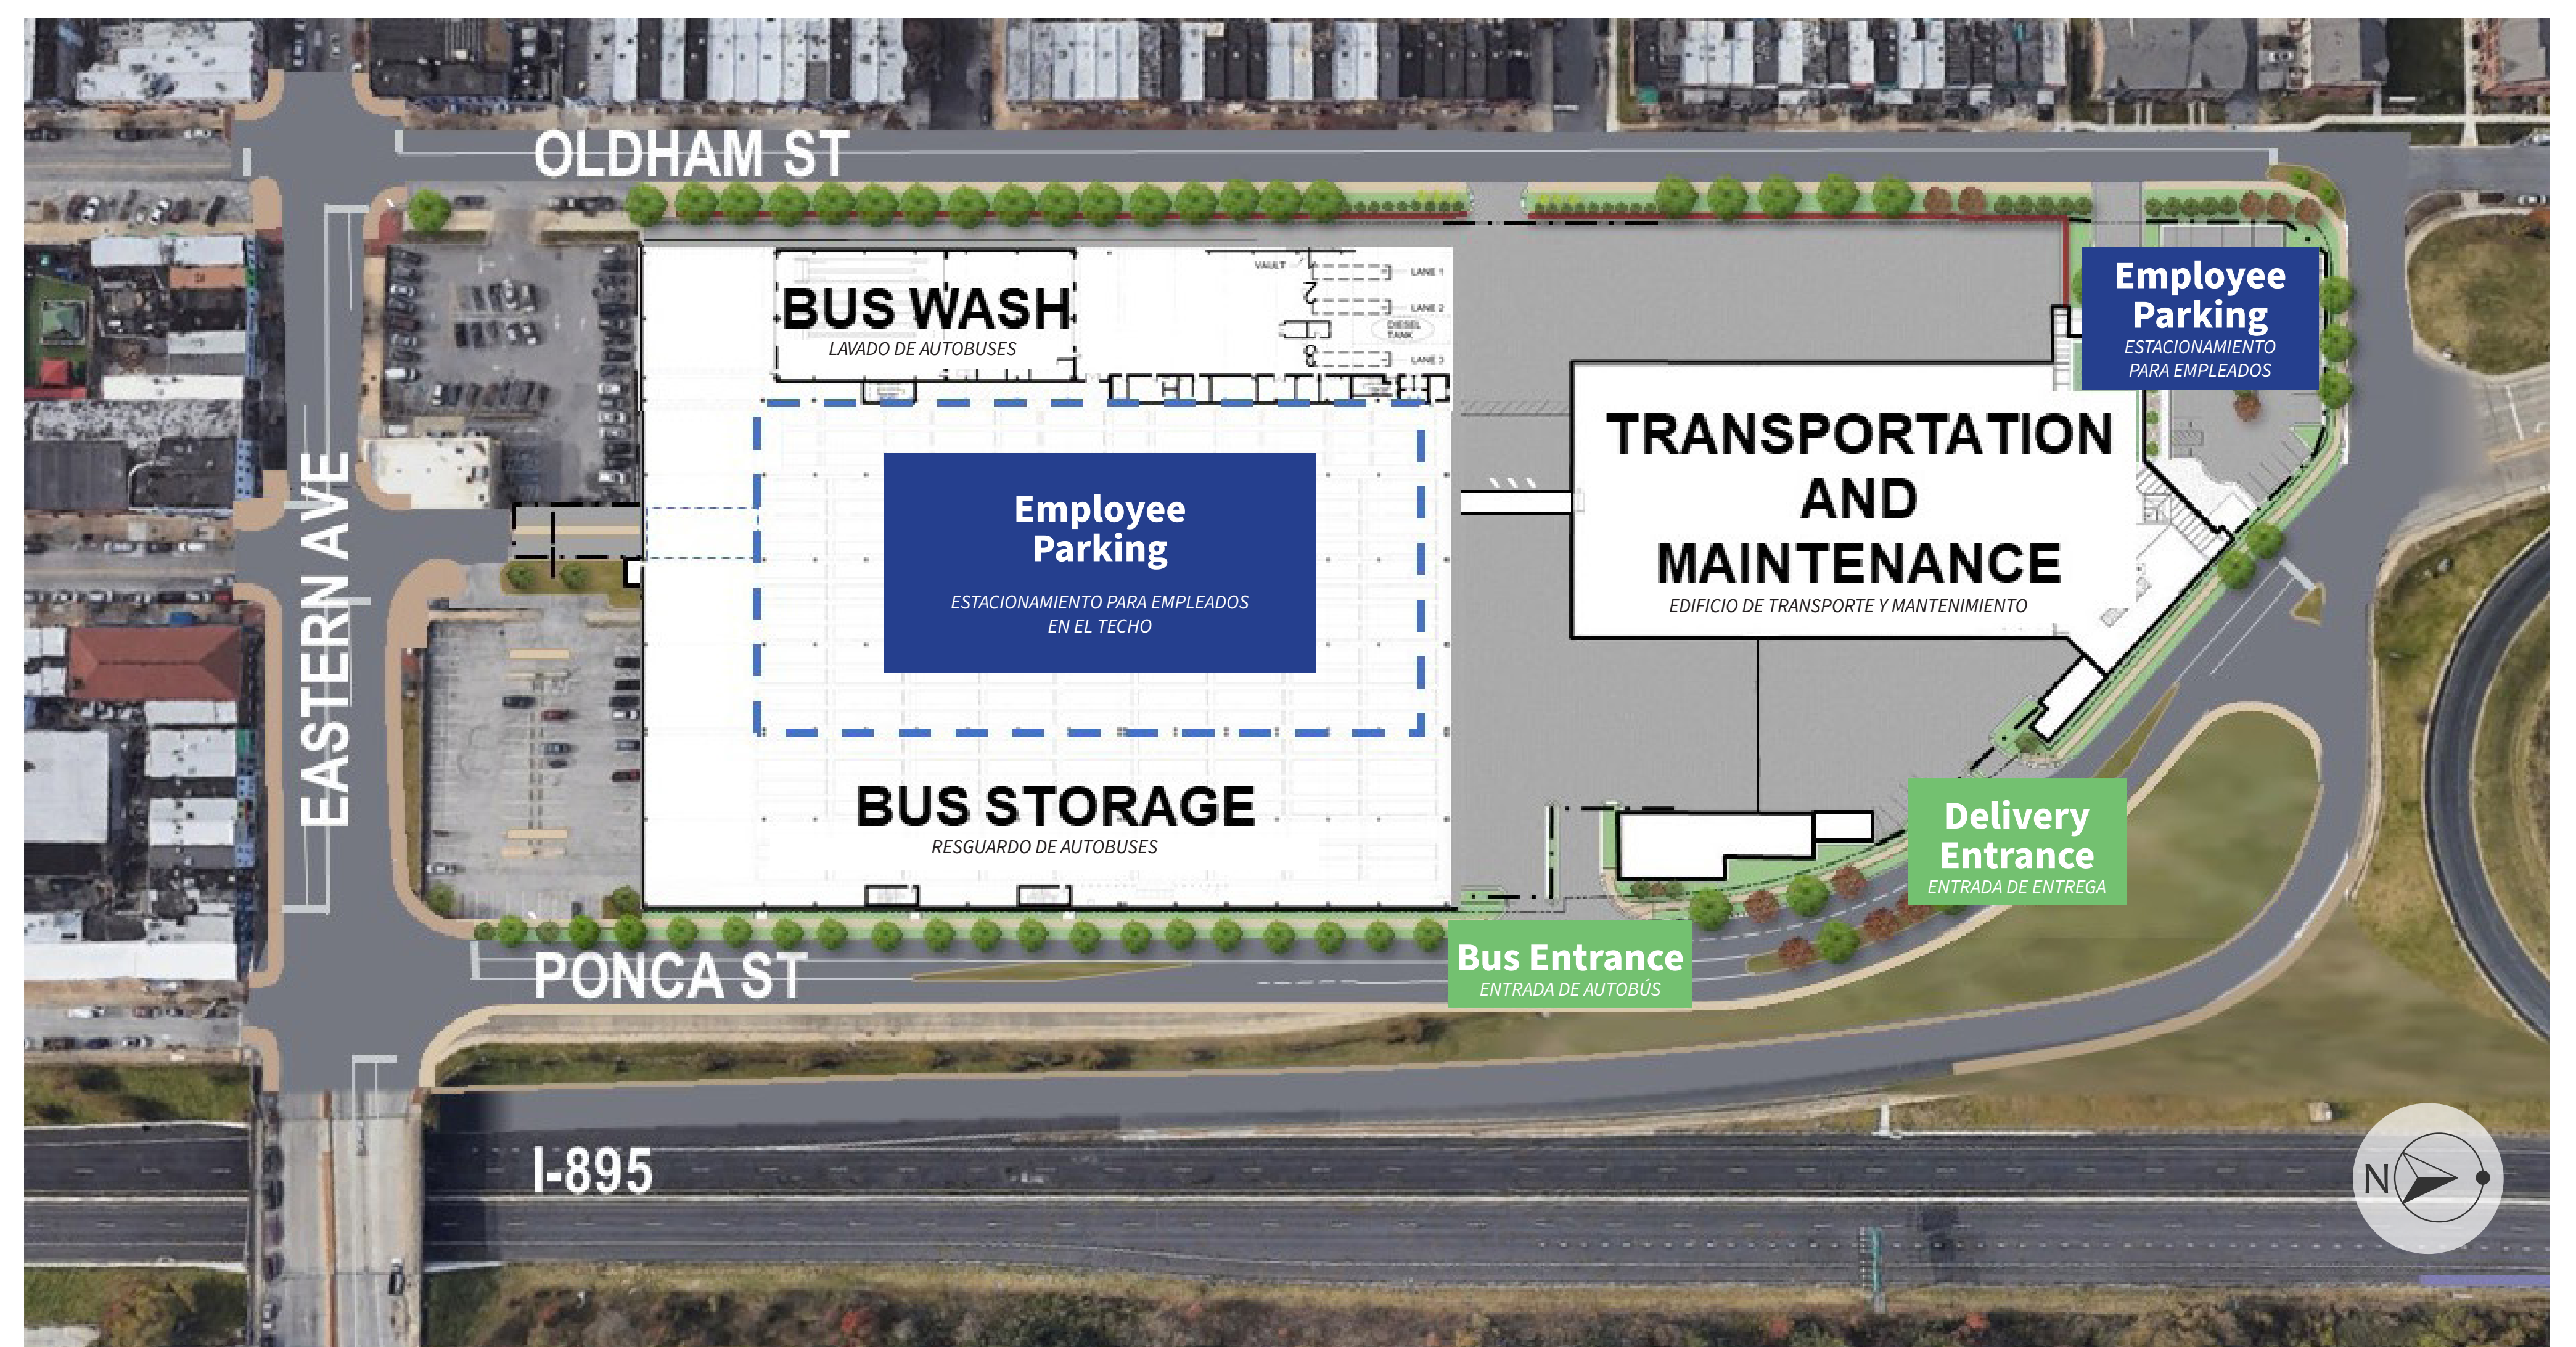 OLDHAM ST
VAULT
LANE 1
LANE 2
DIESEL
TANK
LANE 3
BUS WASH
LAVADO DE AUTOBUSES
Employee
Parking
ESTACIONAMIENTO
PARA EMPLEADOS
TRANSPORTATION
AND
MAINTENANCE
EDIFICIO DE TRANSPORTE Y MANTENIMIENTO
Employee
Parking
ESTACIONAMIENTO PARA EMPLEADOS
EN EL TECHO
EASTERN AVE
BUS STORAGE
RESGUARDO DE AUTOBUSES
Delivery
Entrance
ENTRADA DE ENTREGA
Bus Entrance
ENTRADA DE AUTOBÚS
PONCA ST
I-895
N